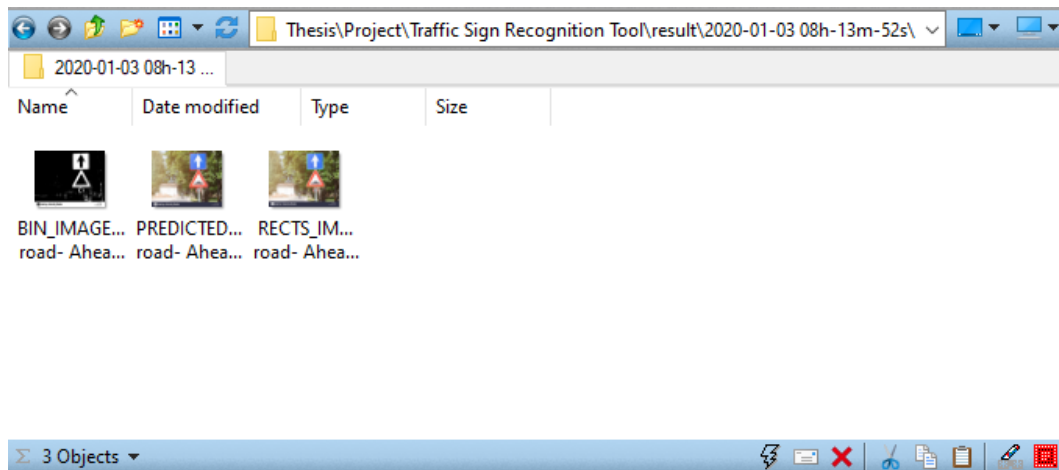 Thesis\Project\Traffic Sign Recognition Tool\result\2020-01-03 08h-13m-52s\
2020-01-03 08h-13 ...
Name Date modified Type Size
BIN_IMAGE... PREDICTED... RECTS_IM...
road- Ahea... road- Ahea... road- Ahea...
Σ 3 Objects